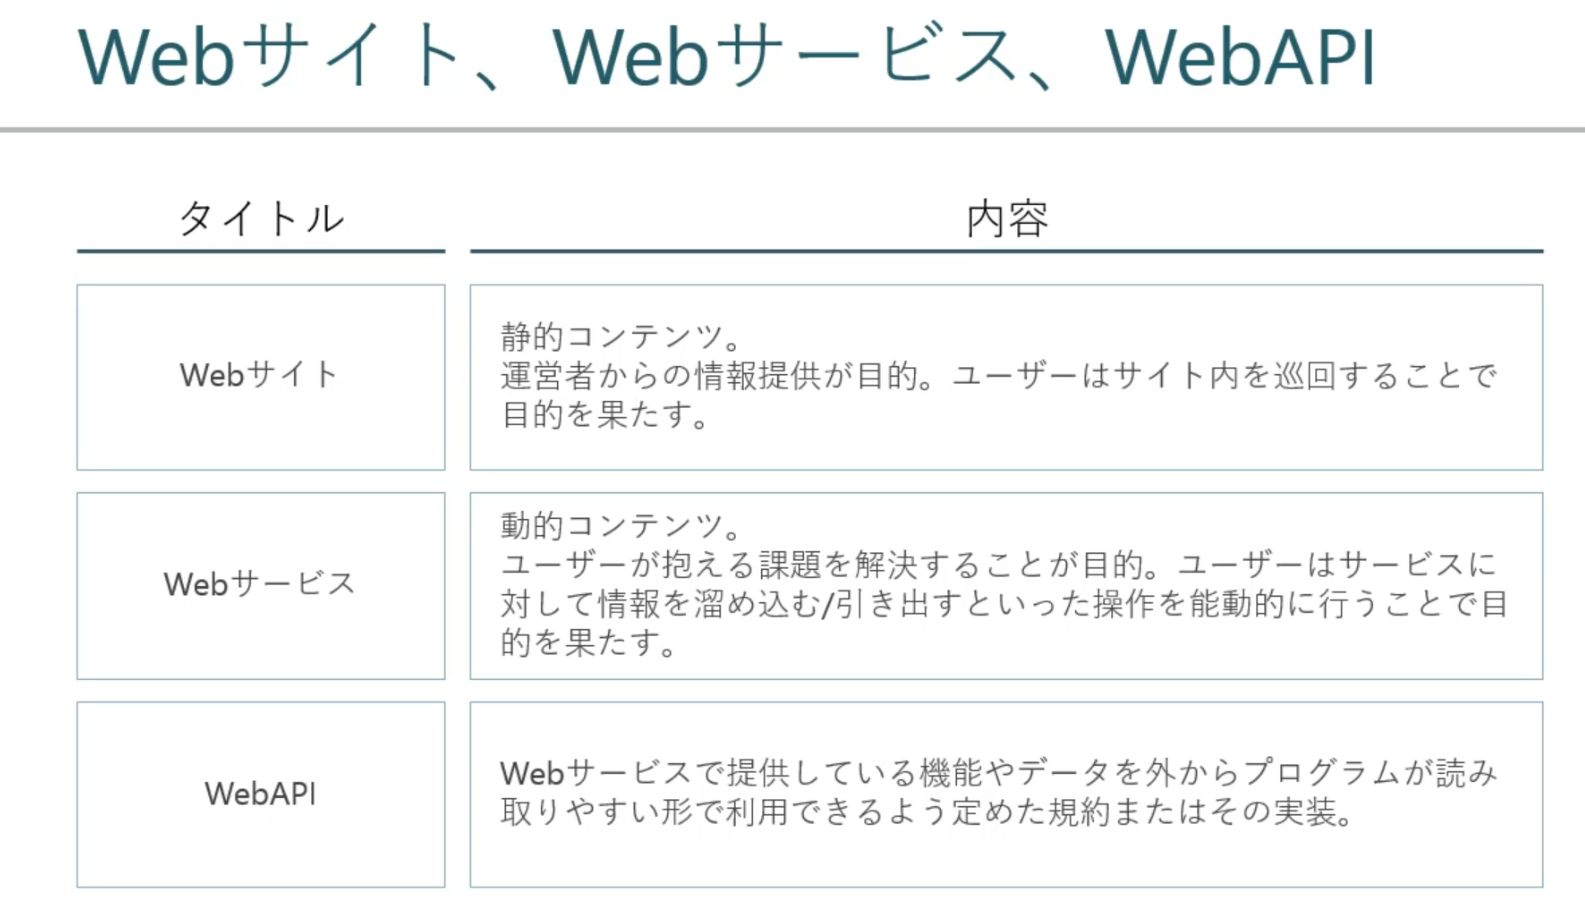 Webサイト、Webサービス、WebAPI
タイトル
内容
Webサイト
静的コンテンツ。
運営者からの情報提供が目的。ユーザーはサイト内を巡回することで
目的を果たす。
Webサービス
動的コンテンツ。
ユーザーが抱える課題を解決することが目的。ユーザーはサービスに
対して情報を溜め込む/引き出すといった操作を能動的に行うことで目
的を果たす。
WebAPI
Webサービスで提供している機能やデータを外からプログラムが読み
取りやすい形で利用できるよう定めた規約またはその実装。